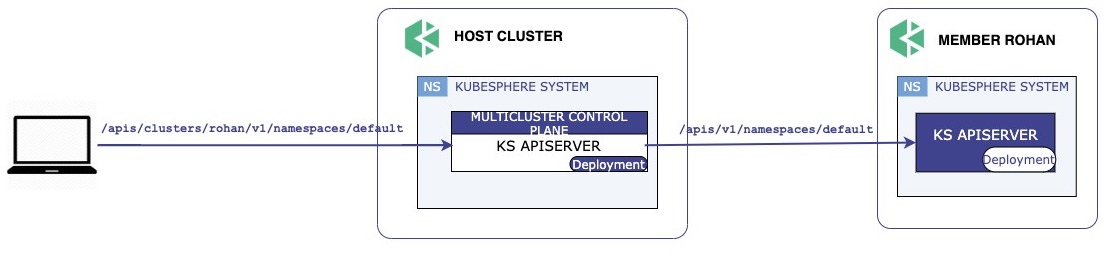 HOST CLUSTER
MEMBER ROHAN
NS KUBESPHERE SYSTEM
NS KUBESPHERE SYSTEM
/apis/clusters/rohan/v1/namespaces/default
MULTICLUSTER CONTROL
PLANE
KS APISERVER
Deployment
/apis/v1/namespaces/default
KS APISERVER
Deployment